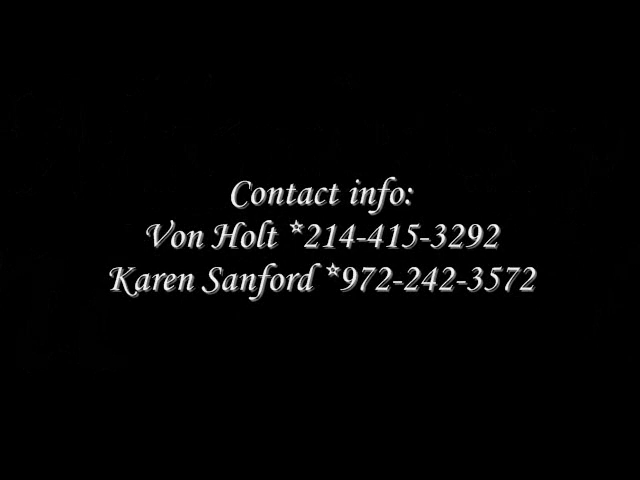 Contact info:
Von Holt *214-415-3292
Karen Sanford *972-242-3572